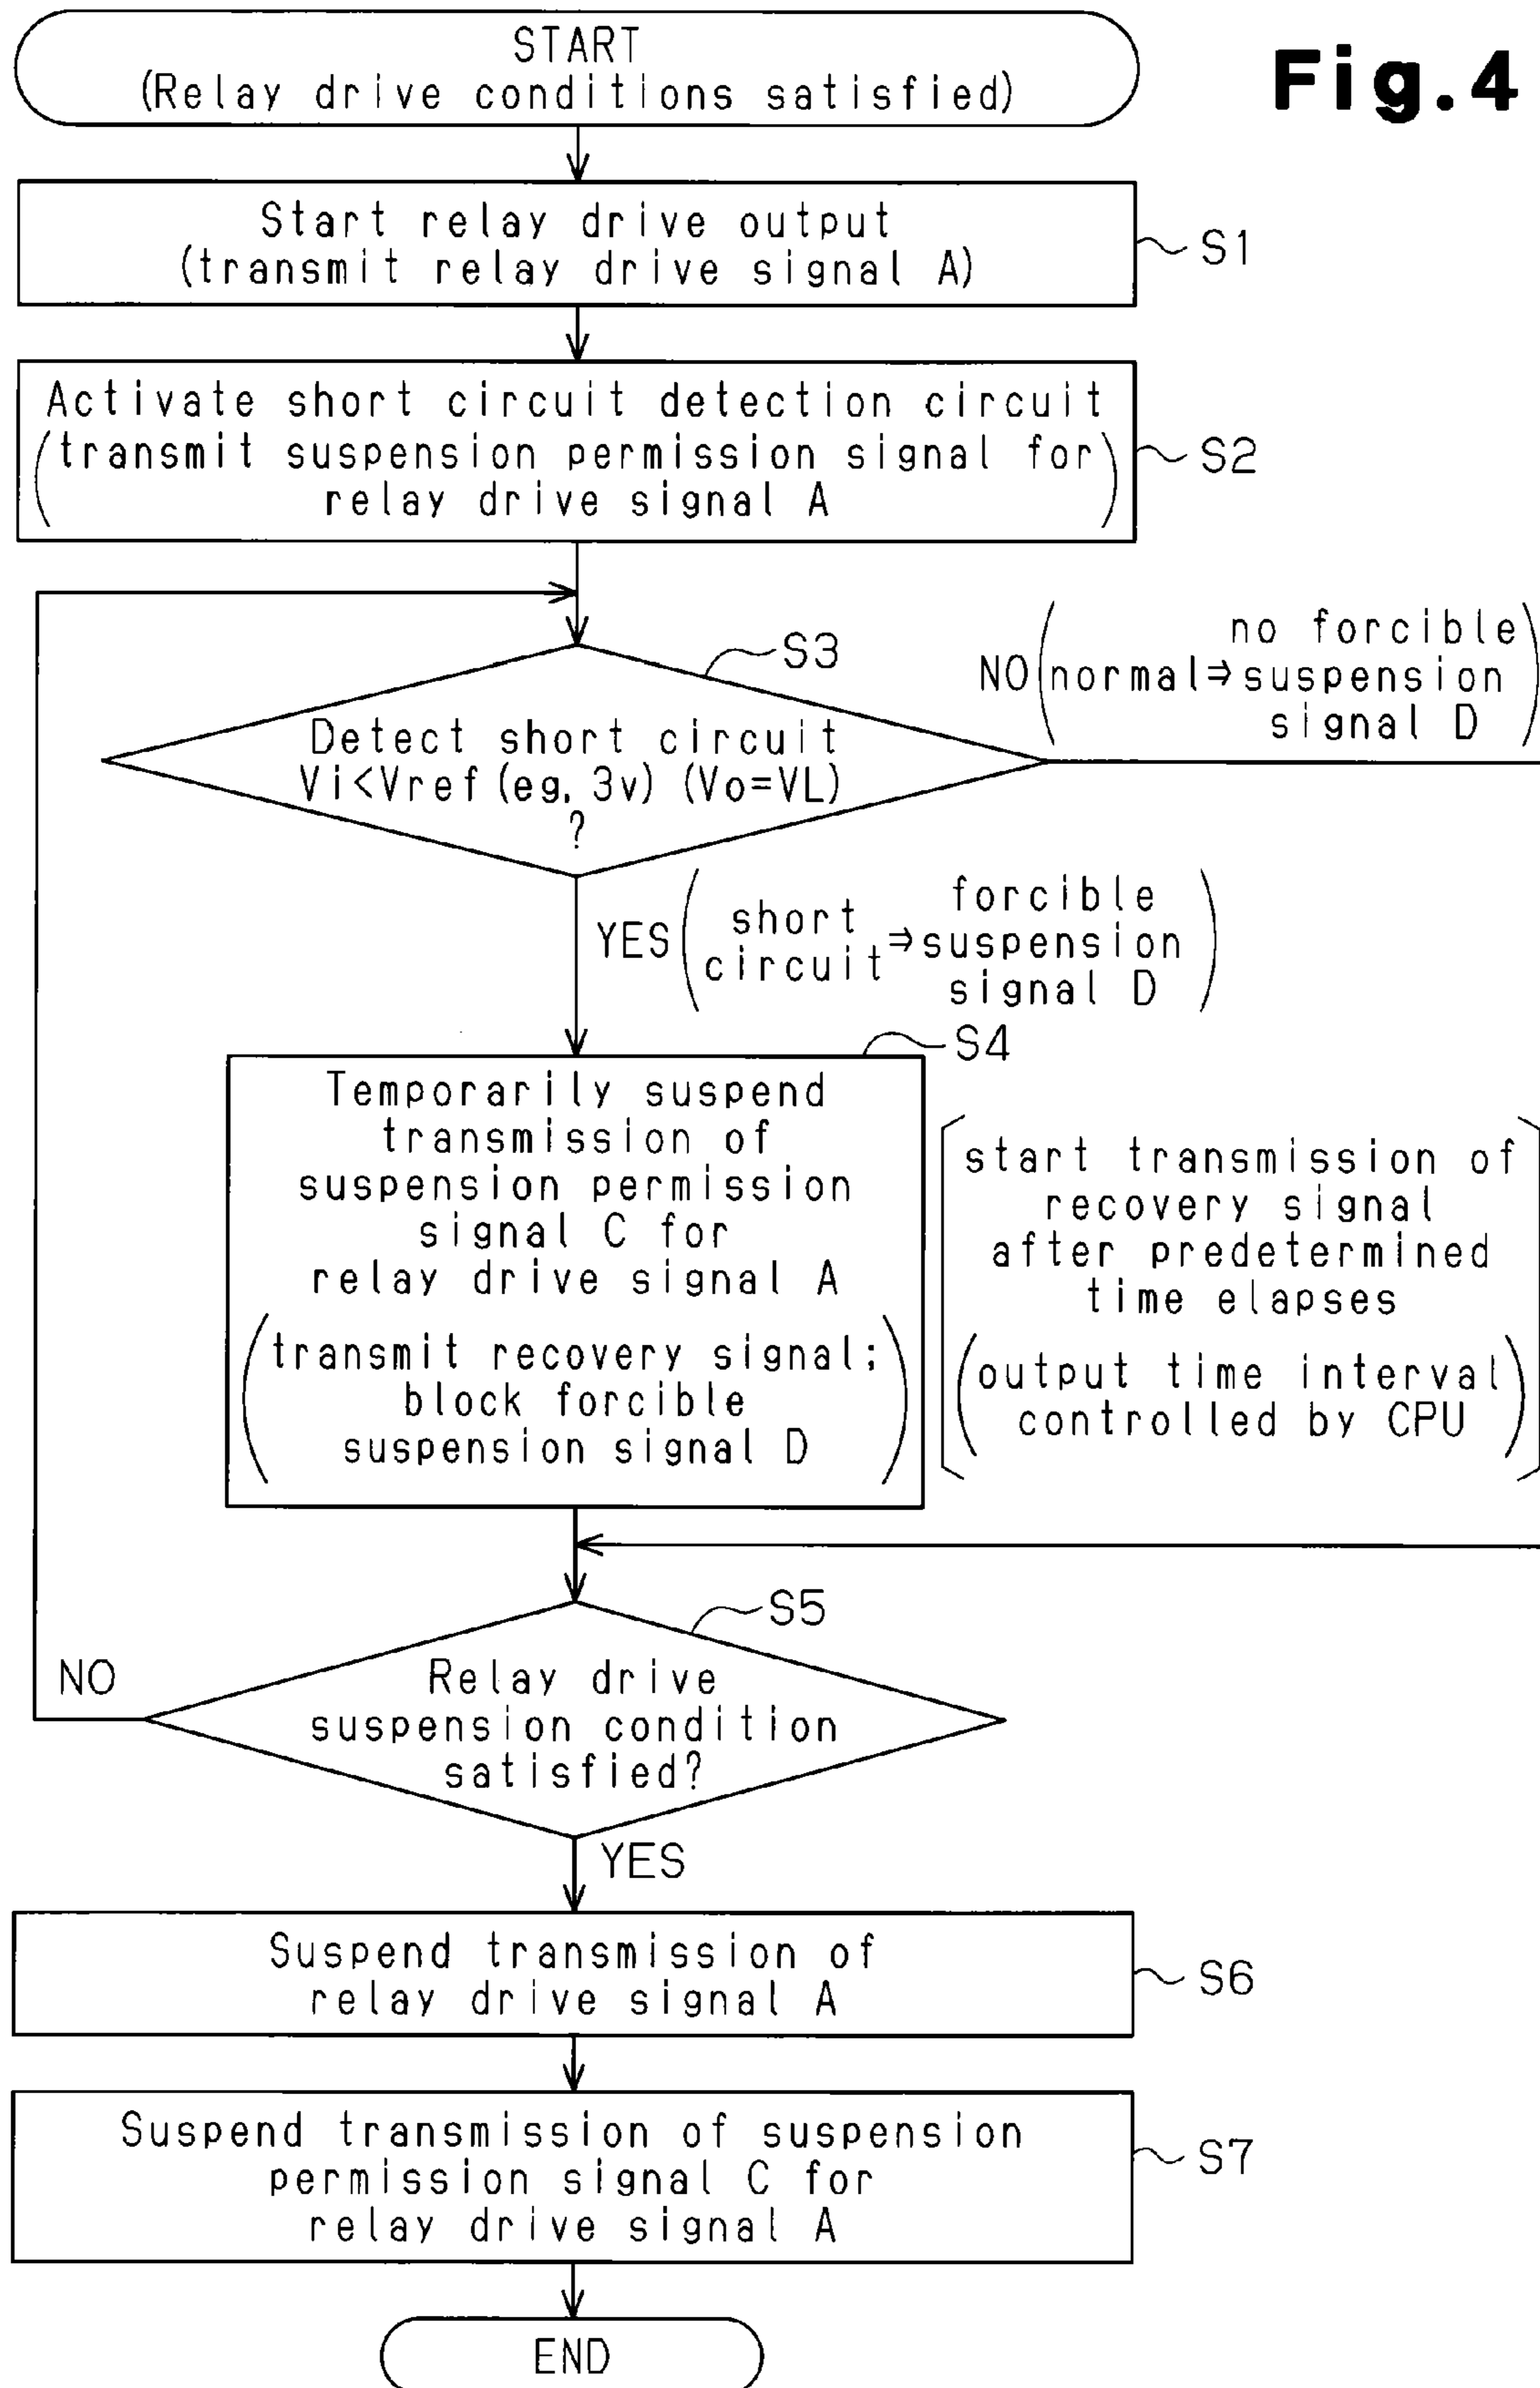 START
(Relay drive conditions satisfied)
Fig.4
Start relay drive output
(transmit relay drive signal A)
S1
Activate short circuit detection circuit
(transmit suspension permission signal for
relay drive signal A)
S2
S3
Detect short circuit
Vi<Vref (eg, 3v) (Vo=VL)
?
no forcible
NO (normal⇒suspension
signal D)
forcible
YES (short circuit⇒suspension
signal D)
S4
Temporarily suspend
transmission of
suspension permission
signal C for
relay drive signal A
(transmit recovery signal;
block forcible
suspension signal D)
[start transmission of
recovery signal
after predetermined
time elapses
(output time interval
controlled by CPU)]
S5
Relay drive
suspension condition
satisfied?
NO
YES
Suspend transmission of
relay drive signal A
S6
Suspend transmission of suspension
permission signal C for
relay drive signal A
S7
END